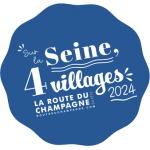 Sur la
Seine,
4 villages
LA ROUTE DU
CHAMPAGNE
2024